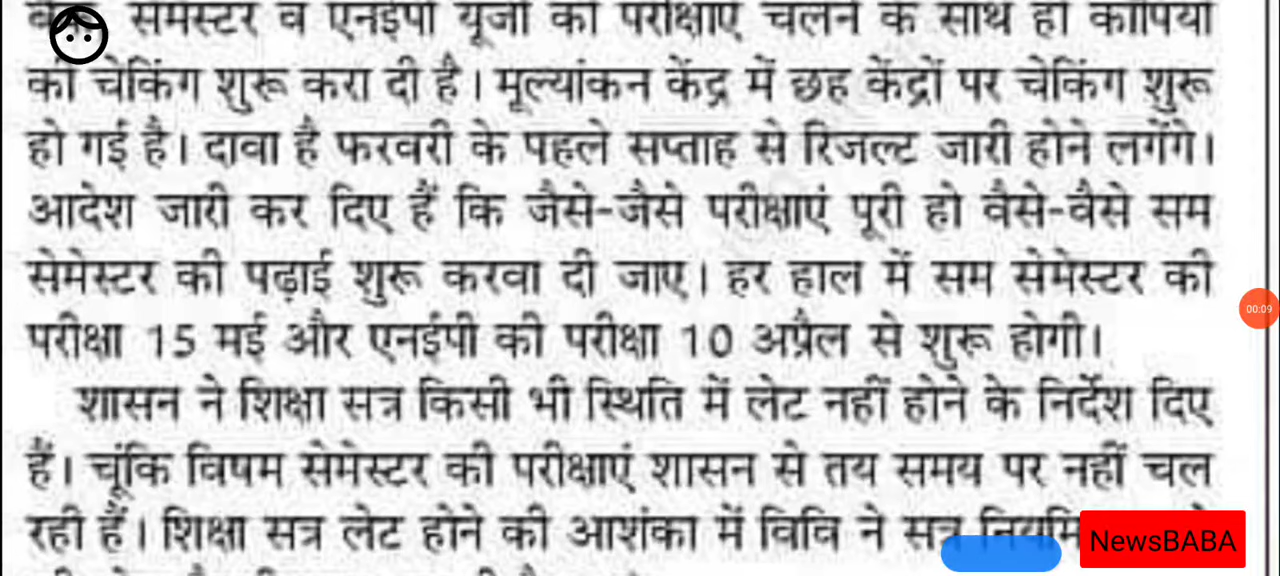 सेमेस्टर व एनईपी यूजी की परीक्षाएं चलने के साथ ही कॉपियों
की चेकिंग शुरू करा दी है। मूल्यांकन केंद्र में छह केंद्रों पर चेकिंग शुरू
हो गई है। दावा है फरवरी के पहले सप्ताह से रिजल्ट जारी होने लगेंगे।
आदेश जारी कर दिए हैं कि जैसे-जैसे परीक्षाएं पूरी हो वैसे-वैसे सम
सेमेस्टर की पढ़ाई शुरू करवा दी जाए। हर हाल में सम सेमेस्टर की
परीक्षा 15 मई और एनईपी की परीक्षा 10 अप्रैल से शुरू होगी।
00:09
शासन ने शिक्षा सत्र किसी भी स्थिति में लेट नहीं होने के निर्देश दिए
हैं। चूंकि विषम सेमेस्टर की परीक्षाएं शासन से तय समय पर नहीं चल
रही हैं। शिक्षा सत्र लेट होने की आशंका में विवि ने सत्र
NewsBABA